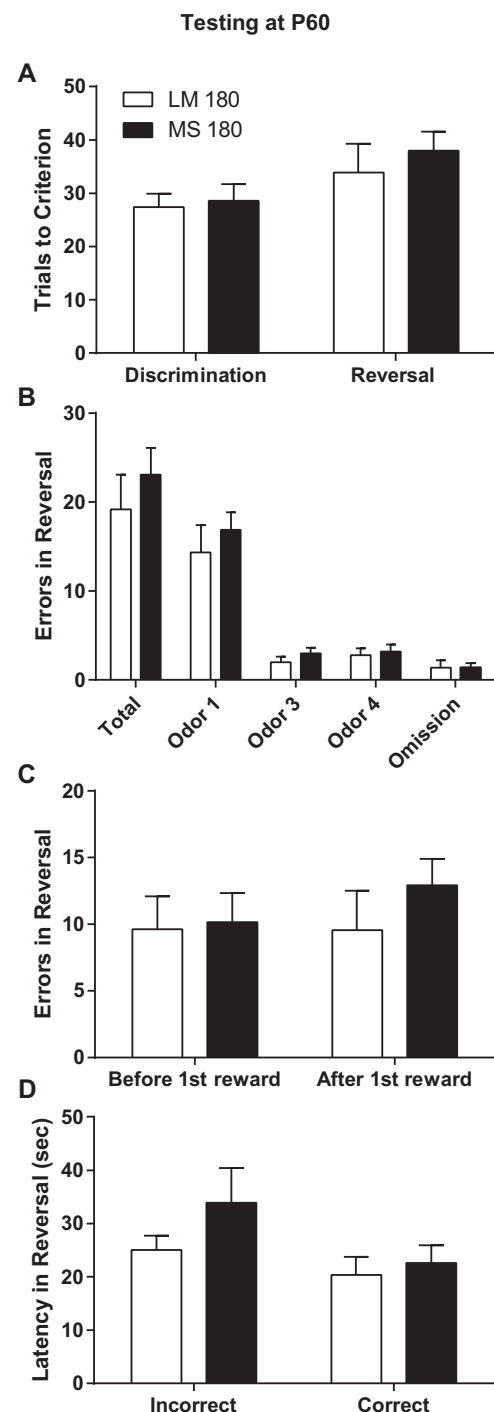 Testing at P60
A
LM 180
MS 180
Trials to Criterion
50
40
30
20
10
0
Discrimination
Reversal
B
Errors in Reversal
30
20
10
0
Total
Odor 1
Odor 3
Odor 4
Omission
C
Errors in Reversal
20
15
10
5
0
Before 1st reward
After 1st reward
D
Latency in Reversal (sec)
50
40
30
20
10
0
Incorrect
Correct